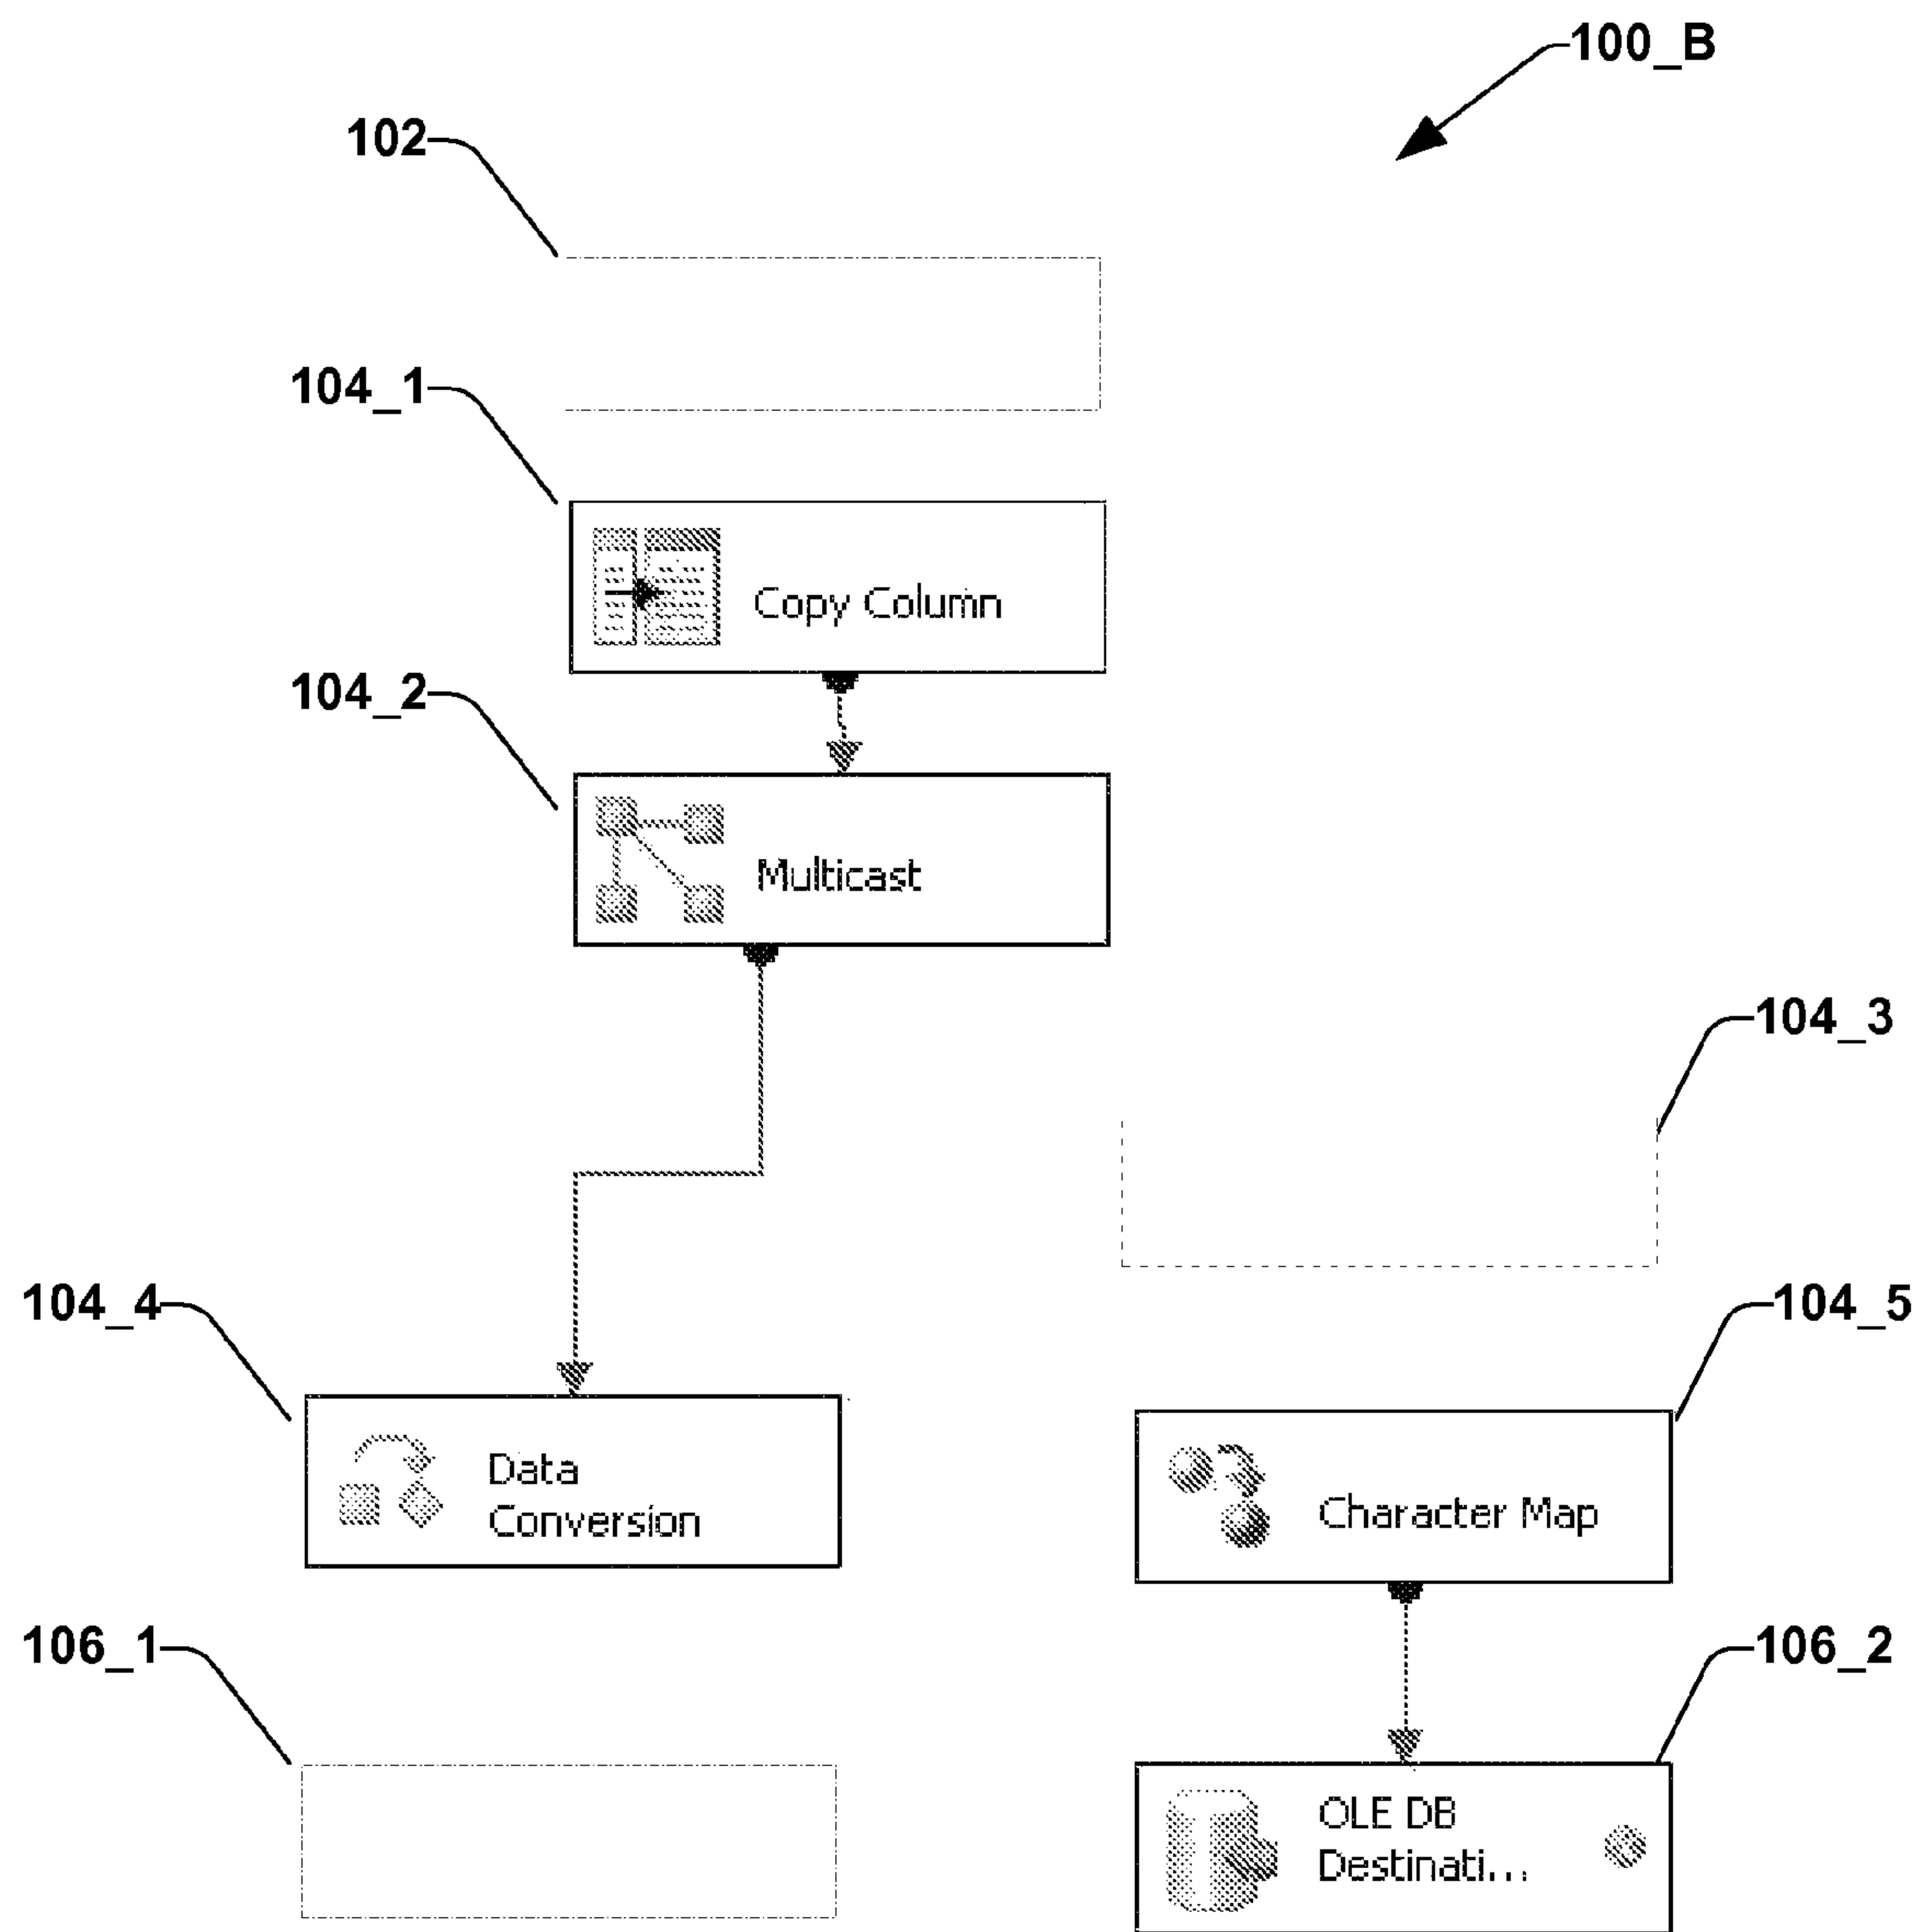 100_B
102
104_1
Copy Column
104_2
Multicast
104_3
104_4
104_5
Data
Conversion
Character Map
106_1
106_2
OLE DB
Destinati...